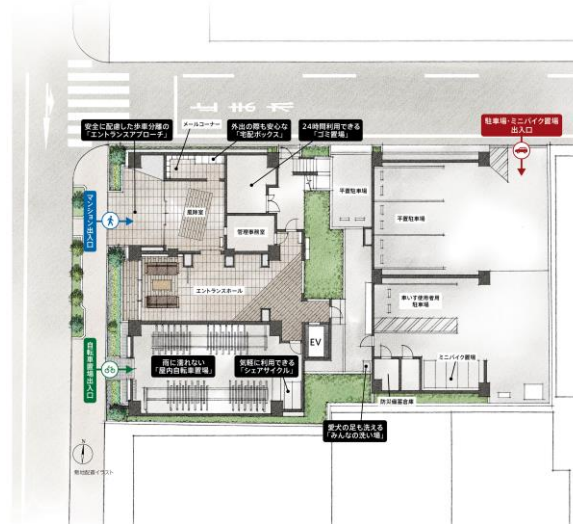 安全に配慮した歩車分離の
「エントランスアプローチ」
メールコーナー
外出の際も安心な
「宅配ボックス」
24時間利用できる
「ゴミ置場」
駐車場・ミニバイク置場
出入口
マンション出入口
風除室
管理事務室
平置駐車場
平置駐車場
エントランスホール
車いす使用者用
駐車場
EV
自転車置場出入口
雨に濡れない
「屋内自転車置場」
気軽に利用できる
「シェアサイクル」
ミニバイク置場
防災備蓄倉庫
愛犬の足も洗える
「みんなの洗い場」
N
敷地配置イラスト